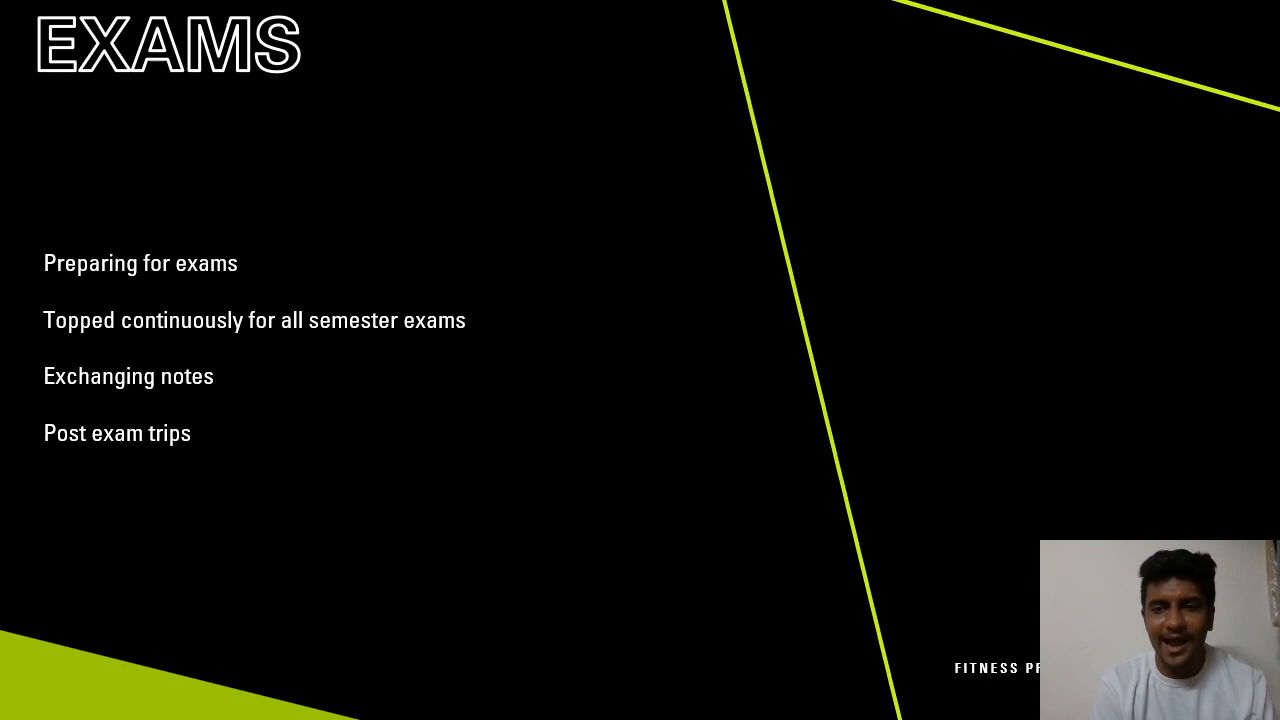 EXAMS
Preparing for exams
Topped continuously for all semester exams
Exchanging notes
Post exam trips
FITNESS